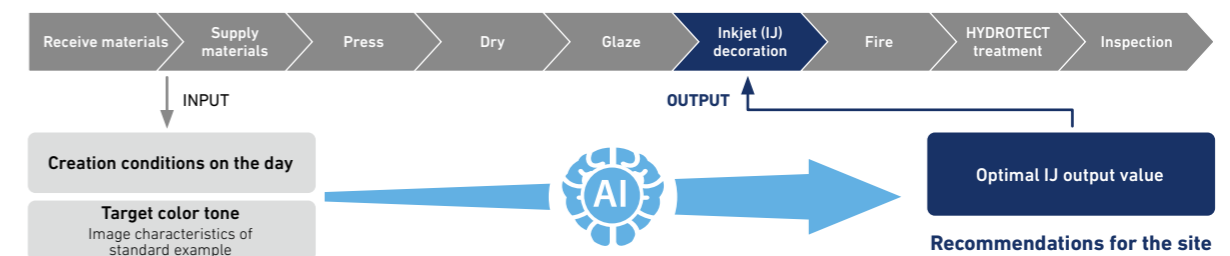 Receive materials
Supply
materials
Press
Dry
Glaze
Inkjet (IJ)
decoration
Fire
HYDROTECT
treatment
Inspection
INPUT
OUTPUT
Creation conditions on the day
Target color tone
Image characteristics of
standard example
AI
Optimal IJ output value
Recommendations for the site